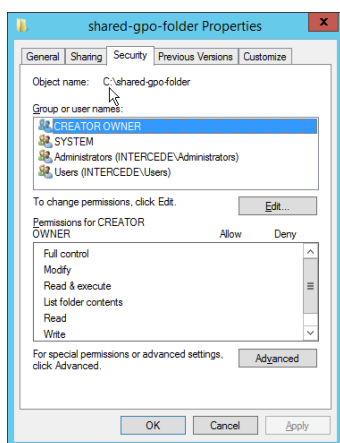 shared-gpo-folder Properties
x
General Sharing Security Previous Versions Customize
Object name: C:\shared-gpo-folder
Group or user names:
CREATOR OWNER
SYSTEM
Administrators (INTERCEDE\Administrators)
Users (INTERCEDE\Users)
To change permissions, click Edit. Edit...
Permissions for CREATOR
OWNER Allow Deny
Full control
Modify
Read & execute
List folder contents
Read
Write
For special permissions or advanced settings,
click Advanced. Advanced
OK Cancel Apply